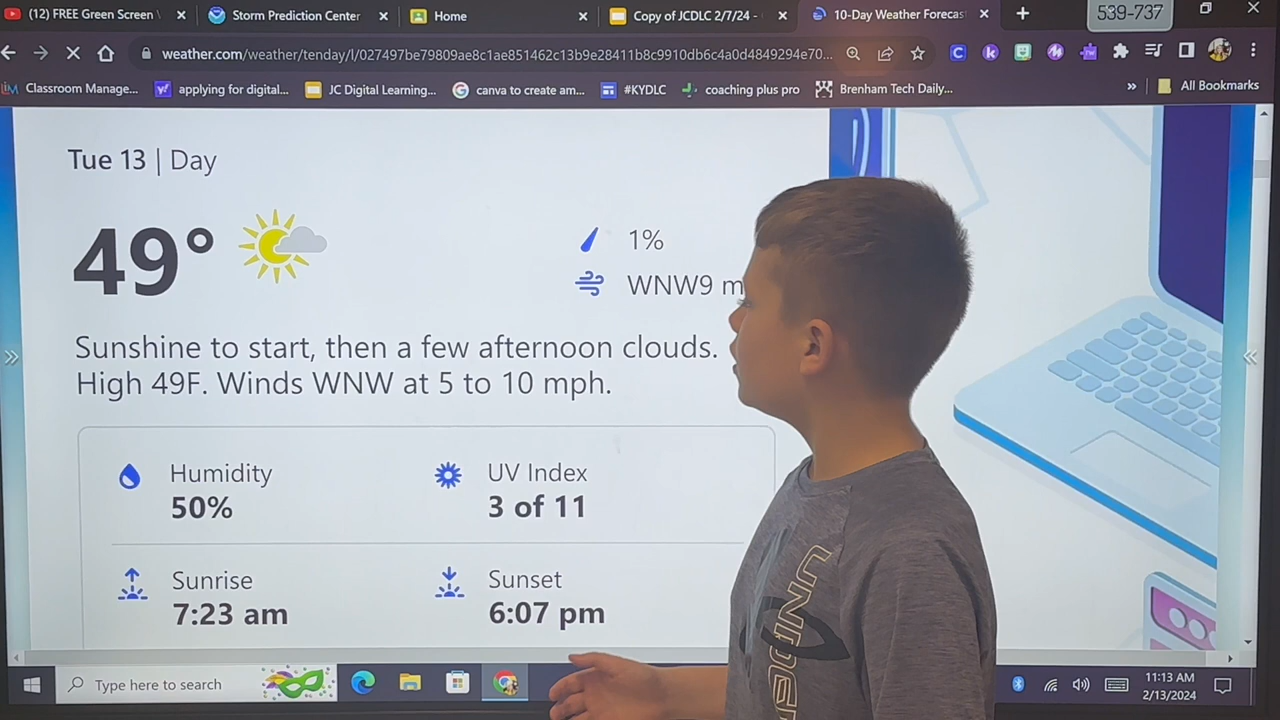 (12) FREE Green Screen
Storm Prediction Center
Home
Copy of JCDLC 2/7/24 -
10-Day Weather Forecas
539-737
weather.com/weather/tenday/l/027497be79809ae8c1ae851462c13b9e28411b8c9910db6c4a0d4849294e70...
Classroom Manage...
applying for digital...
JC Digital Learning...
canva to create am...
#KYDLC
coaching plus pro
Brenham Tech Daily...
»
All Bookmarks
Tue 13 | Day
49°
1%
WNW9 m
Sunshine to start, then a few afternoon clouds.
High 49F. Winds WNW at 5 to 10 mph.
Humidity
50%
UV Index
3 of 11
Sunrise
7:23 am
Sunset
6:07 pm
UNDER
Type here to search
11:13 AM
2/13/2024